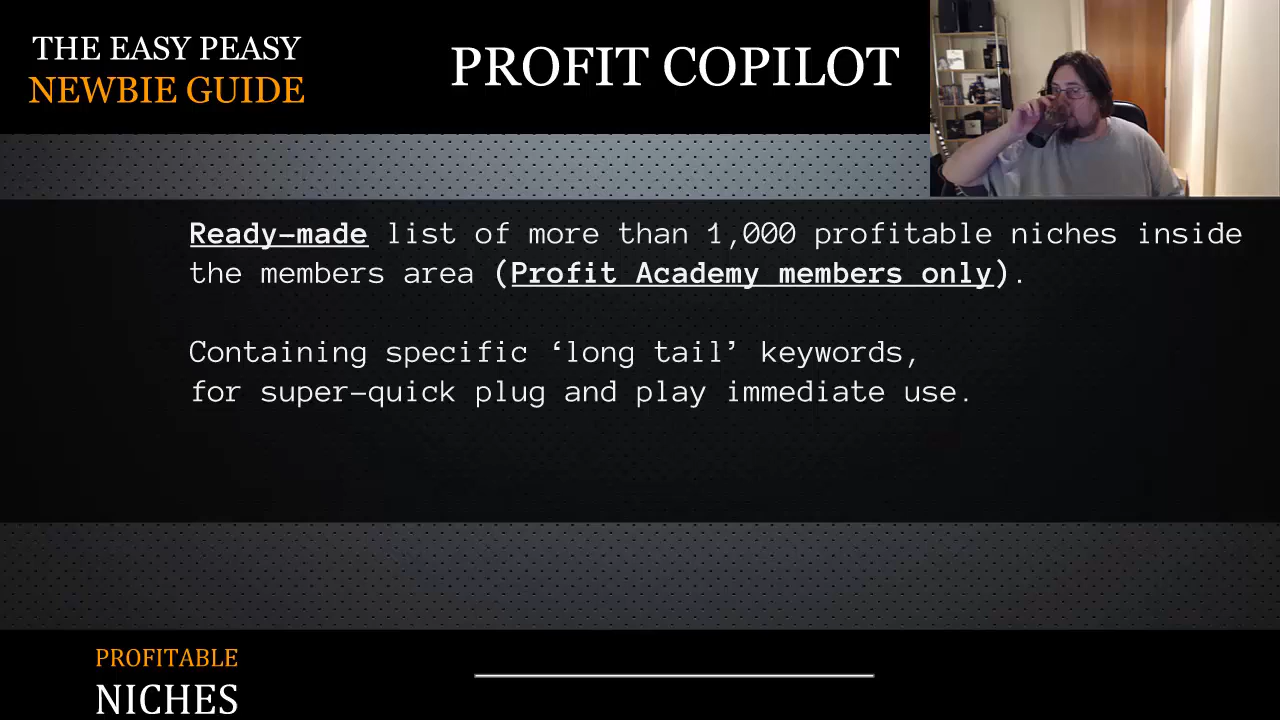 THE EASY PEASY
NEWBIE GUIDE
PROFIT COPILOT
Ready-made list of more than 1,000 profitable niches inside
the members area (Profit Academy members only).
Containing specific ‘long tail’ keywords,
for super-quick plug and play immediate use.
PROFITABLE
NICHES